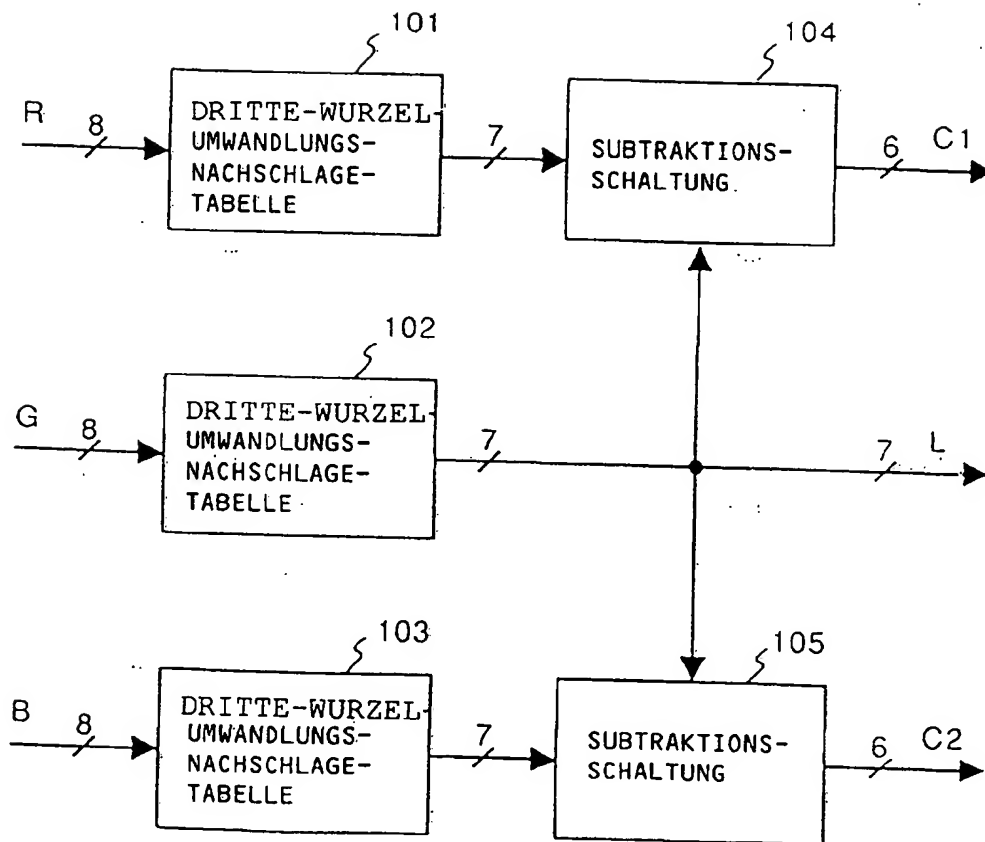 101
104
R
8
DRITTE-WURZEL-
UMWANDLUNGS-
NACHSCHLAGE-
TABELLE
7
SUBTRAKTIONS-
SCHALTUNG
6
C1
102
G
8
DRITTE-WURZEL-
UMWANDLUNGS-
NACHSCHLAGE-
TABELLE
7
7
L
103
105
B
8
DRITTE-WURZEL-
UMWANDLUNGS-
NACHSCHLAGE-
TABELLE
7
SUBTRAKTIONS-
SCHALTUNG
6
C2